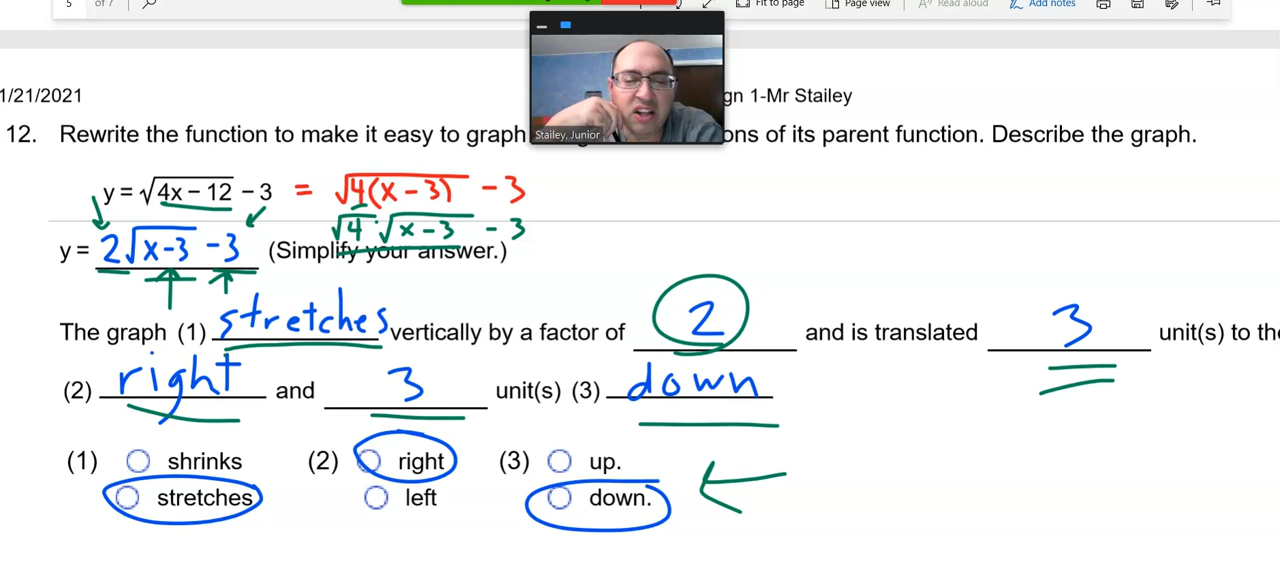 5 of 7 Fit to page Page view Read aloud Add notes
1/21/2021 gn 1-Mr Stailey
Stailey, Junior
12. Rewrite the function to make it easy to graph ons of its parent function. Describe the graph.
y = √4x − 12 − 3 = √4(x − 3) − 3
√4 · √x − 3 − 3
y = 2√x-3 -3 (Simplify your answer.)
The graph (1) stretches vertically by a factor of 2 and is translated 3 unit(s) to the
(2) right and 3 unit(s) (3) down
(1) shrinks (2) right (3) up.
stretches left down.